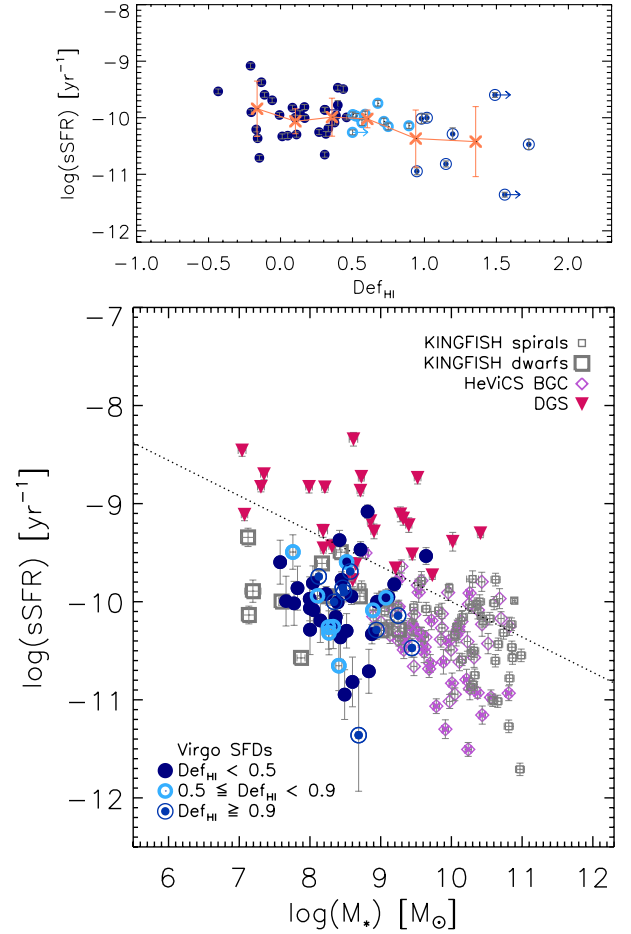 −8
−9
−10
−11
−12
log(sSFR) [yr⁻¹]
−1.0 −0.5 0.0 0.5 1.0 1.5 2.0
Def_HI
−7
−8
−9
−10
−11
−12
log(sSFR) [yr⁻¹]
KINGFISH spirals
KINGFISH dwarfs
HeViCS BGC
DGS
Virgo SFDs
Def_HI < 0.5
0.5 ≤ Def_HI < 0.9
Def_HI ≥ 0.9
6 7 8 9 10 11 12
log(M_*) [M_⊙]